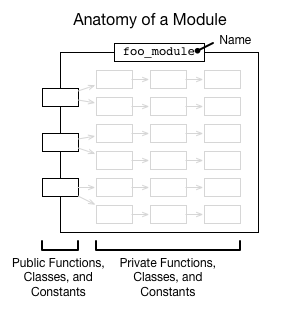 Anatomy of a Module
Name
foo_module
Public Functions,
Classes, and
Constants
Private Functions,
Classes, and
Constants